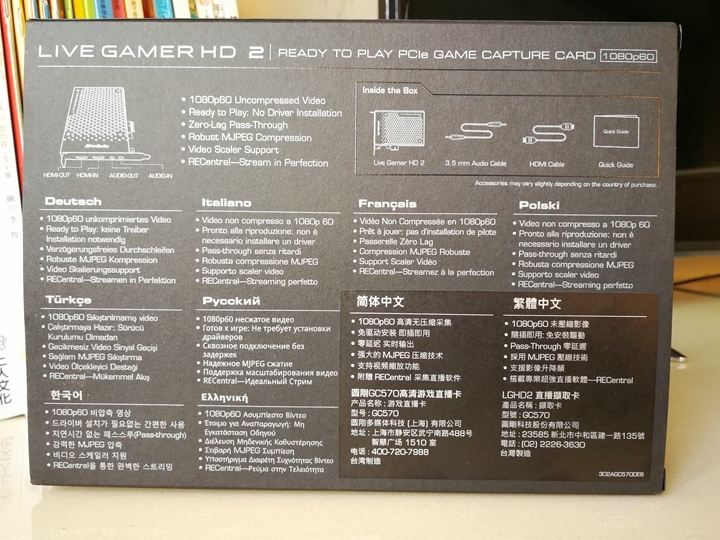 LIVE GAMER HD 2 | READY TO PLAY PCIe GAME CAPTURE CARD 1080p60
• 1080p60 Uncompressed Video
• Ready to Play: No Driver Installation
• Zero-Lag Pass-Through
• Robust MJPEG Compression
• Video Scaler Support
• RECentral—Stream in Perfection
AVerMedia
HDMI-OUT HDMI-IN AUDIO-OUT AUDIO-IN
Inside the Box
Quick Guide
Live Gamer HD 2 3.5 mm Audio Cable HDMI Cable Quick Guide
Accessories may vary slightly depending on the country of purchase.
Deutsch
• 1080p60 unkomprimiertes Video
• Ready to Play: keine Treiber
Installation notwendig
• Verzögerungsfreies Durchschleifen
• Robuste MJPEG Kompression
• Video Skalierungssupport
• RECentral—Streamen in Perfektion
Italiano
• Video non compresso a 1080p 60
• Pronto alla riproduzione: non è
necessario installare un driver
• Pass-through senza ritardi
• Robusta compressione MJPEG
• Supporto scaler video
• RECentral—Streaming perfetto
Français
• Vidéo Non Compressée en 1080p60
• Prêt à jouer: pas d'installation de pilote
• Passerelle Zéro Lag
• Compression MJPEG Robuste
• Support Scaler Video
• RECentral—Streamez à la perfection
Polski
• Video non compresso a 1080p 60
• Pronto alla riproduzione: non è
necessario installare un driver
• Pass-through senza ritardi
• Robusta compressione MJPEG
• Supporto scaler video
• RECentral—Streaming perfetto
Türkçe
• 1080p60 Sıkıştırılmamış video
• Çalıştırmaya Hazır: Sürücü
Kurulumu Olmadan
• Gecikmesiz Video Sinyal Geçişi
• Sağlam MJPEG Sıkıştırma
• Video Ölçekleyici Desteği
• RECentral—Mükemmel Akış
Русский
• 1080p60 несжатое видео
• Готов к игре: Не требует установки
драйверов
• Сквозное подключение без
задержек
• Надежное MJPEG сжатие
• Поддержка масштабирования видео
• RECentral—Идеальный Стрим
한국어
• 1080p60 비압축 영상
• 드라이버 설치가 필요없는 간편한 사용
• 지연시간 없는 패스스루(Pass-through)
• 강력한 MJPEG 압축
• 비디오 스케일러 지원
• RECentral을 통한 완벽한 스트리밍
Ελληνική
• 1080p60 Ασυμπίεστο Βίντεο
• Έτοιμο για Αναπαραγωγή: Μη
Εγκατάσταση Οδηγού
• Διέλευση Μηδενικής Καθυστέρησης
• Στιβαρή MJPEG Συμπίεση
• Υποστήριγμα Διαιρέτη Συχνότητας Βίντεο
• RECentral—Ρεύμα στην Τελειότητα
简体中文
• 1080p60 高清无压缩采集
• 免驱动安装 即插即用
• 零延迟 实时输出
• 强大的 MJPEG 压缩技术
• 支持视频缩放功能
• 附赠 RECentral 采集直播软件
圆刚GC570高清游戏直播卡
产品名称: 游戏直播卡
型号: GC570
圆刚多媒体科技 (上海) 有限公司
地址: 上海市静安区武宁南路488号
智慧广场 1510 室
电话: 400-720-7988
台湾制造
繁體中文
• 1080p60 未壓縮影像
• 隨插即用: 免安裝驅動
• Pass-Through 零延遲
• 採用 MJPEG 壓縮技術
• 支援影像升降頻
• 搭載專業超強直播軟體—RECentral
LGHD2 直播擷取卡
產品名稱: 擷取卡
型號: GC570
圓剛科技股份有限公司
地址: 23585 新北市中和區建一路135號
電話: (02) 2226-3630
台灣製造
302AGC570DE6